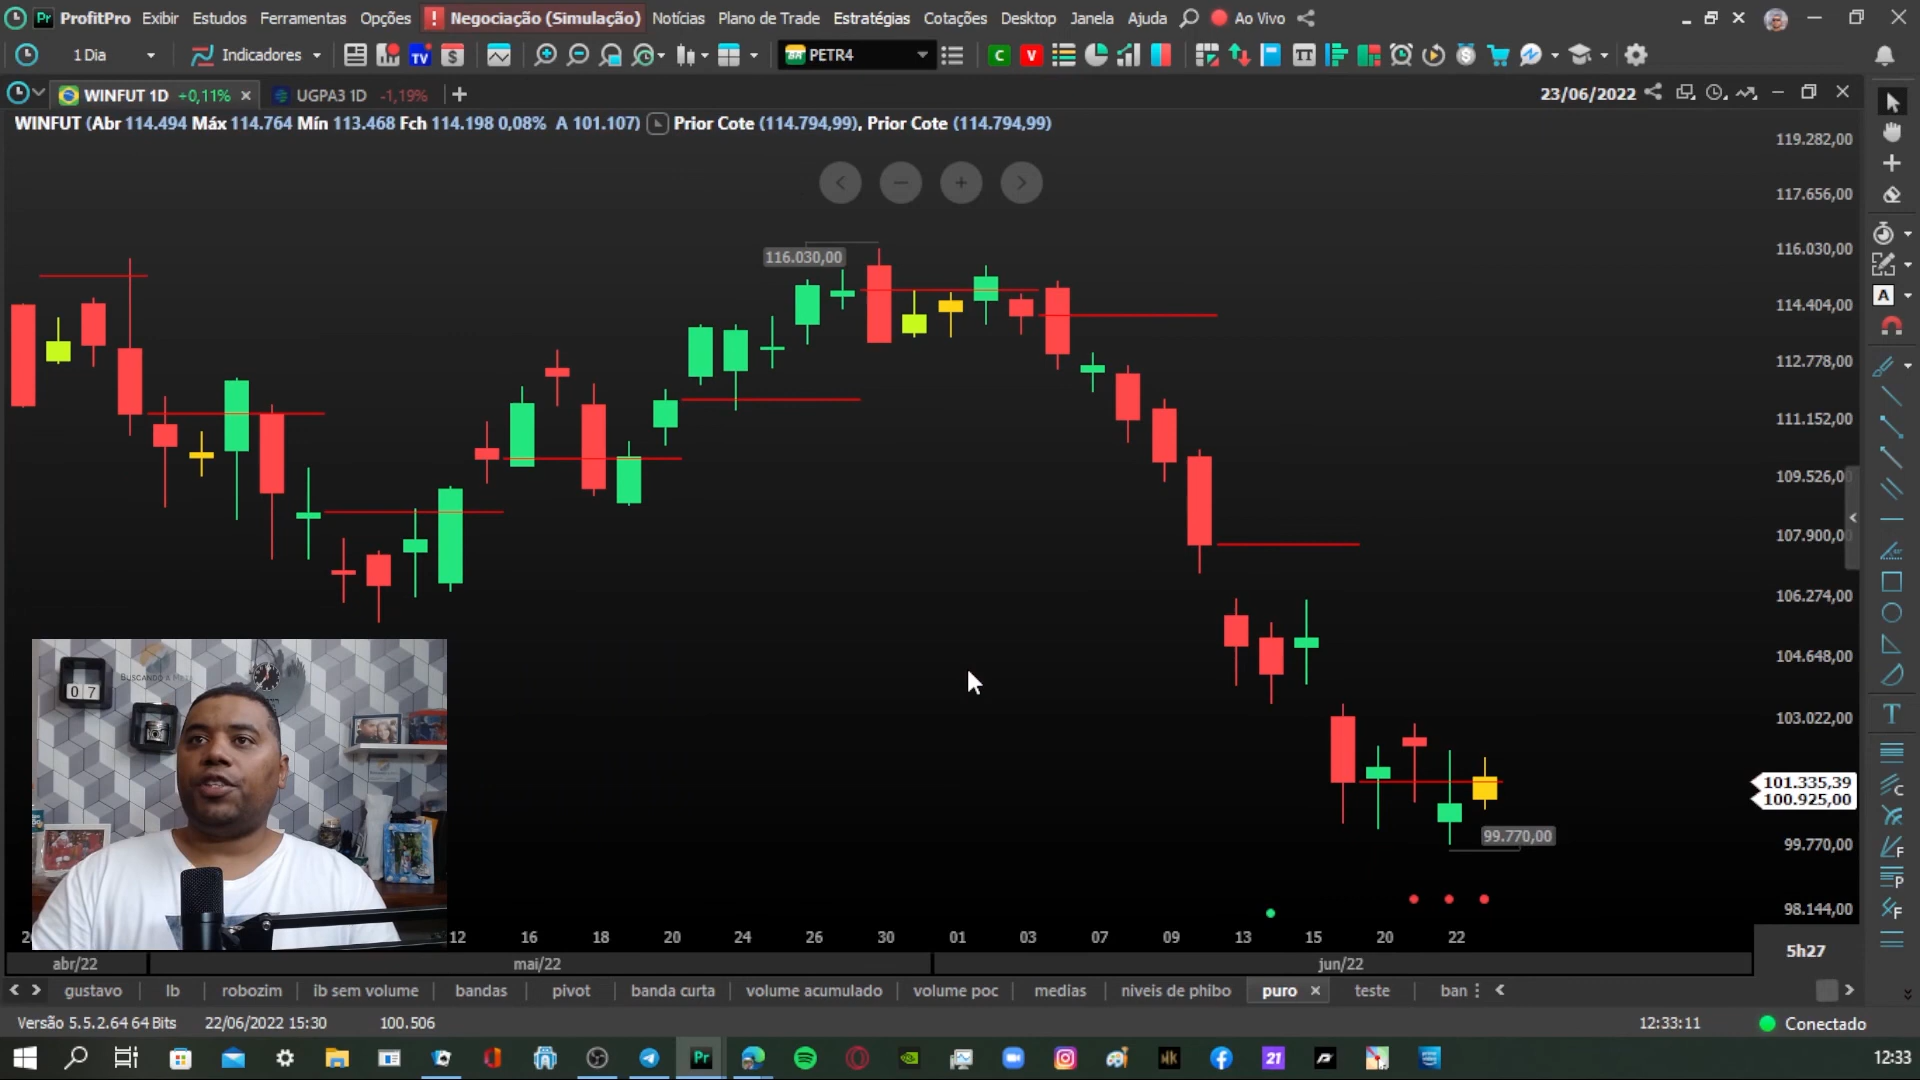 ProfitPro Exibir Estudos Ferramentas Opções ! Negociação (Simulação) Notícias Plano de Trade Estratégias Cotações Desktop Janela Ajuda Ao Vivo
1 Dia Indicadores TV PETR4 C V
WINFUT 1D +0,11% UGPA3 1D -1,19% 23/06/2022
WINFUT (Abr 114.494 Máx 114.764 Mín 113.468 Fch 114.198 0,08% A 101.107) Prior Cote (114.794,99), Prior Cote (114.794,99)
119.282,00
117.656,00
116.030,00
116.030,00
114.404,00
112.778,00
111.152,00
109.526,00
107.900,00
106.274,00
104.648,00
103.022,00
101.335,39
100.925,00
99.770,00
99.770,00
98.144,00
07
12 16 18 20 24 26 30 01 03 07 09 13 15 20 22
5h27
abr/22 mai/22 jun/22
gustavo lb robozim ib sem volume bandas pivot banda curta volume acumulado volume poc medias niveis de phibo puro teste ban
Versão 5.5.2.64 64 Bits 22/06/2022 15:30 100.506 12:33:11 Conectado
Pr 21 12:33